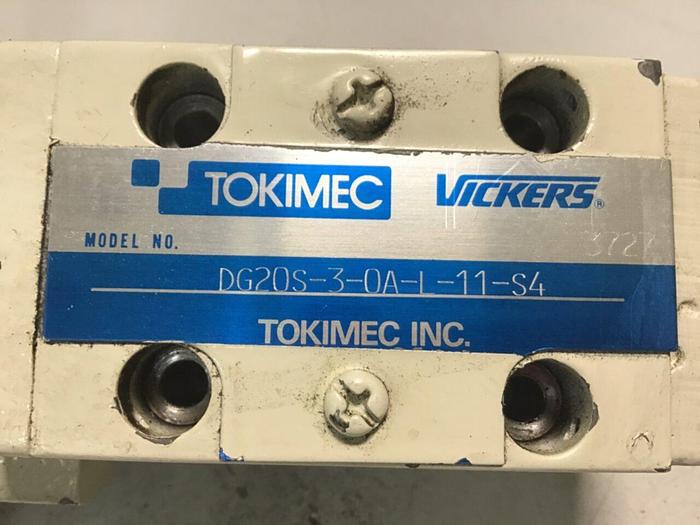 TOKIMEC VICKERS®
3727
MODEL NO.
DG20S-3-0A-L-11-S4
TOKIMEC INC.